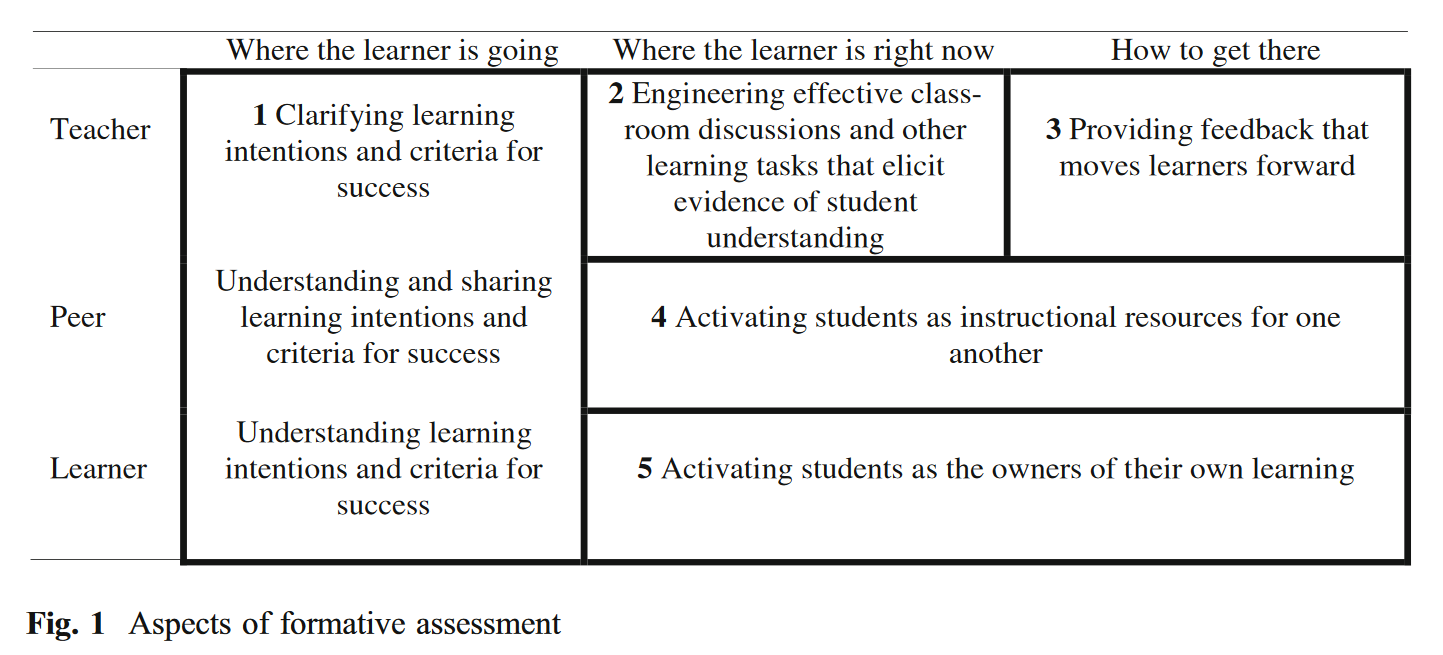 Where the learner is going
Where the learner is right now
How to get there
Teacher
1 Clarifying learning
intentions and criteria for
success
2 Engineering effective class-
room discussions and other
learning tasks that elicit
evidence of student
understanding
3 Providing feedback that
moves learners forward
Peer
Understanding and sharing
learning intentions and
criteria for success
4 Activating students as instructional resources for one
another
Learner
Understanding learning
intentions and criteria for
success
5 Activating students as the owners of their own learning
Fig. 1 Aspects of formative assessment